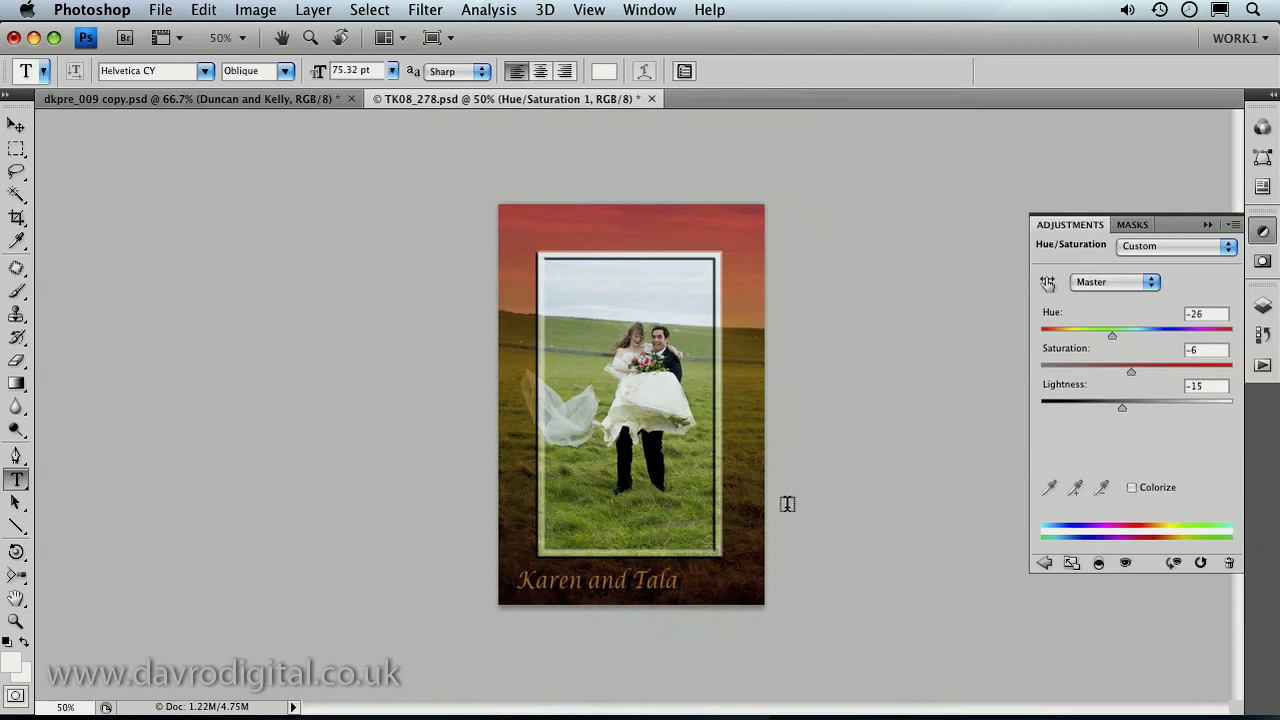 Photoshop File Edit Image Layer Select Filter Analysis 3D View Window Help
Ps Br 50% WORK1
T T Helvetica CY Oblique T 75.32 pt aa Sharp
dkpre_009 copy.psd @ 66.7% (Duncan and Kelly, RGB/8) * × © TK08_278.psd @ 50% (Hue/Saturation 1, RGB/8) * ×
ADJUSTMENTS MASKS
Hue/Saturation Custom
Master
Hue: -26
Saturation: -6
Lightness: -15
Colorize
T
Karen and Tala
www.davrodigital.co.uk
50% © Doc: 1.22M/4.75M